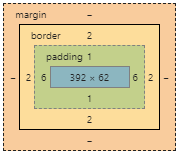 margin –
border 2
padding 1
– 2 6 392 × 62 6 2 –
1
2
–